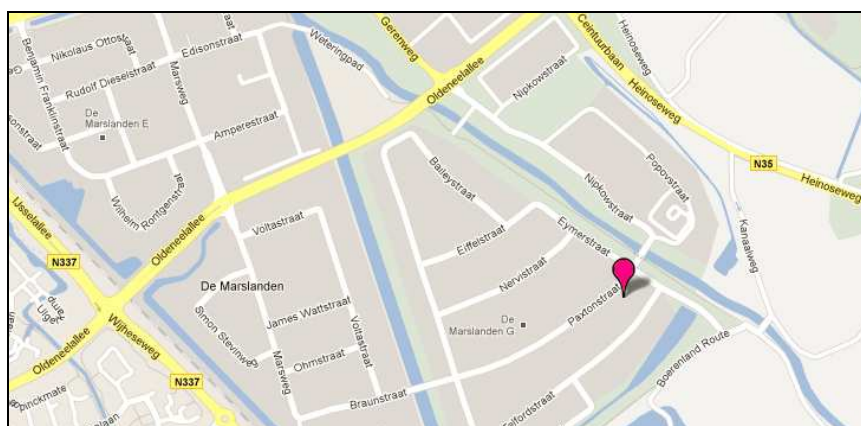 Nikolaus Ottostraat
Edisonstraat
Benjamin Franklinstraat
Rudolf Dieselstraat
De
Marslanden E
Marsweg
Amperestraat
Wilhelm Rontgenstraat
Weteringpad
Gerenweg
Oldeneelallee
Nipkowstraat
Heinoseweg
Ceintuurbaan
Heinoseweg
N35
Heinoseweg
Baileystraat
Popovstraat
Nipkowstraat
Kanaalweg
IJsselallee
N337
Oldeneelallee
Voltastraat
Eiffelstraat
Eymerstraat
Nervistraat
De Marslanden
James Wattstraat
Simon Stevinweg
Voltastraat
Ohmstraat
Marsweg
Paxtonstraat
De
Marslanden G
Oldeneelallee
Wijheseweg
N337
Braunstraat
Telfordstraat
Boerenland Route